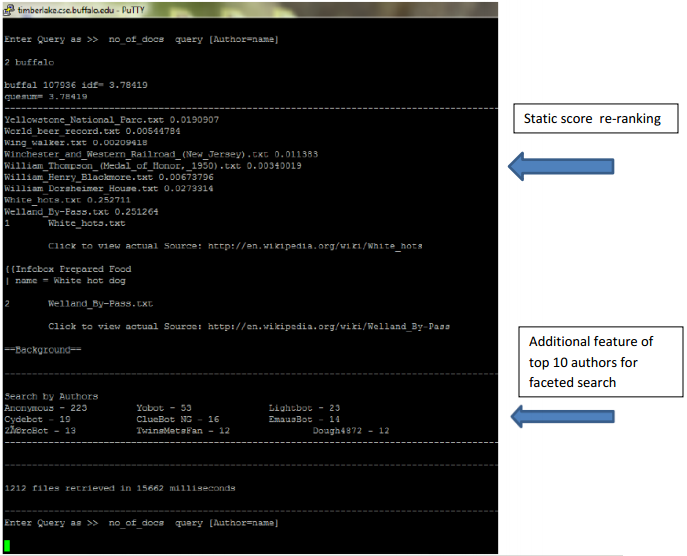 timberlake.cse.buffalo.edu - PuTTY
Enter Query as >>  no_of_docs  query [Author=name]
2 buffalo
buffal 107936 idf= 3.78419
quesum= 3.78419
Yellowstone_National_Parc.txt 0.0190907
World_beer_record.txt 0.00544784
Wing_walker.txt 0.00209418
Winchester_and_Western_Railroad_(New_Jersey).txt 0.011383
William_Thompson_(Medal_of_Honor,_1950).txt 0.00340019
William_Henry_Blackmore.txt 0.00673796
William_Dorsheimer_House.txt 0.0273314
White_hots.txt 0.252711
Welland_By-Pass.txt 0.251264
1 White_hots.txt
Click to view actual Source: http://en.wikipedia.org/wiki/White_hots
{{Infobox Prepared Food
| name = White hot dog
2 Welland_By-Pass.txt
Click to view actual Source: http://en.wikipedia.org/wiki/Welland_By-Pass
==Background==
Search by Authors
Anonymous - 223 Yobot - 53 Lightbot - 23
Cydebot - 19 ClueBot NG - 16 EmausBot - 14
- 13 TwinsMetsFan - 12 Dough4872 - 12
1212 files retrieved in 15662 milliseconds
Enter Query as >>  no_of_docs  query [Author=name]
Static score  re-ranking
Additional feature of
top 10 authors for
faceted search